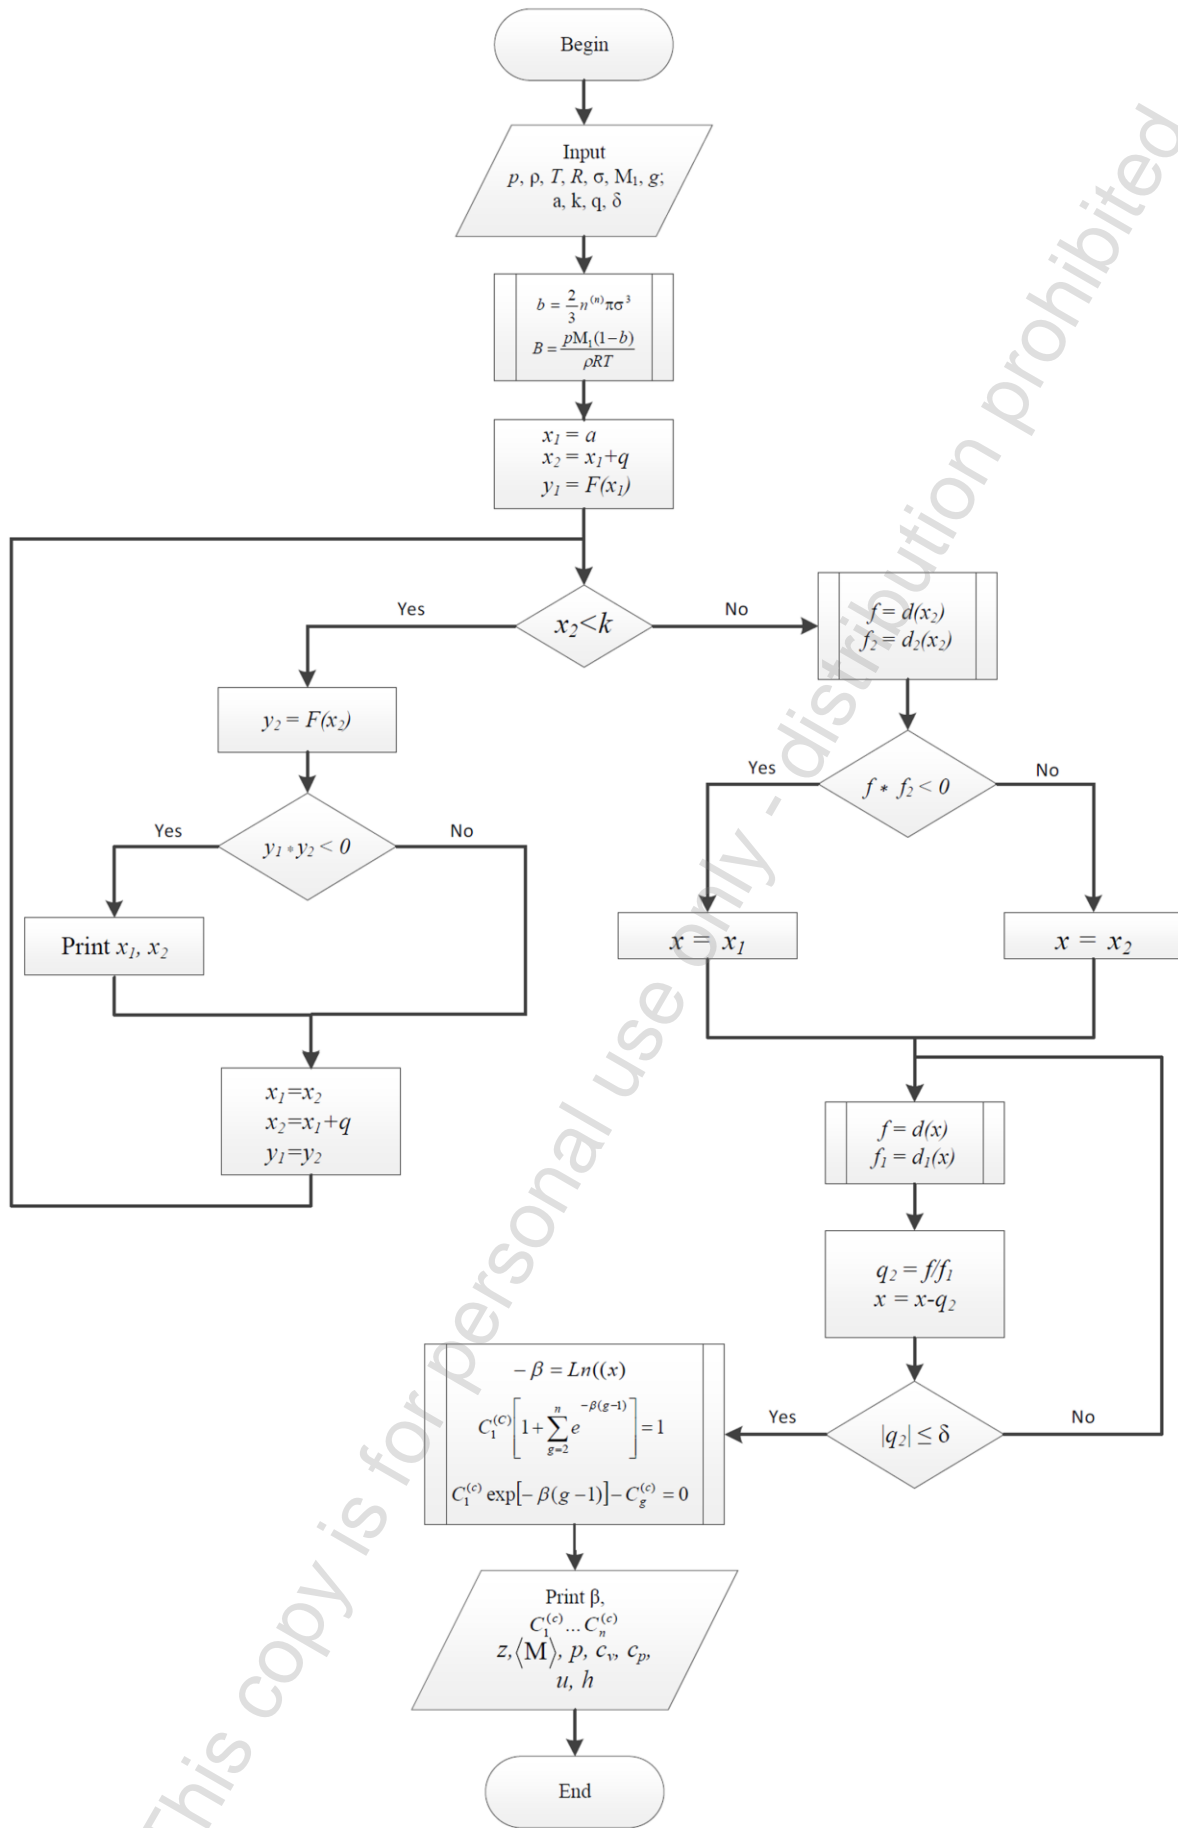 Begin
Input
p, ρ, T, R, σ, M₁, g;
a, k, q, δ
b = 2/3 n⁽ⁿ⁾πσ³
B = pM₁(1−b)/ρRT
x₁ = a
x₂ = x₁+q
y₁ = F(x₁)
x₂<k
Yes
No
y₂ = F(x₂)
y₁ * y₂ < 0
Yes
No
Print x₁, x₂
x₁=x₂
x₂=x₁+q
y₁=y₂
f = d(x₂)
f₂ = d₂(x₂)
f * f₂ < 0
Yes
No
x = x₁
x = x₂
f = d(x)
f₁ = d₁(x)
q₂ = f/f₁
x = x-q₂
|q₂| ≤ δ
Yes
No
−β = Ln((x)
C₁⁽ᶜ⁾[1+∑_{g=2}^{n} e^{−β(g−1)}]=1
C₁⁽ᶜ⁾ exp[−β(g−1)]−C_g⁽ᶜ⁾=0
Print β,
C₁⁽ᶜ⁾... Cₙ⁽ᶜ⁾
z,⟨M⟩, p, c_v, c_p,
u, h
End
This copy is for personal use only - distribution prohibited